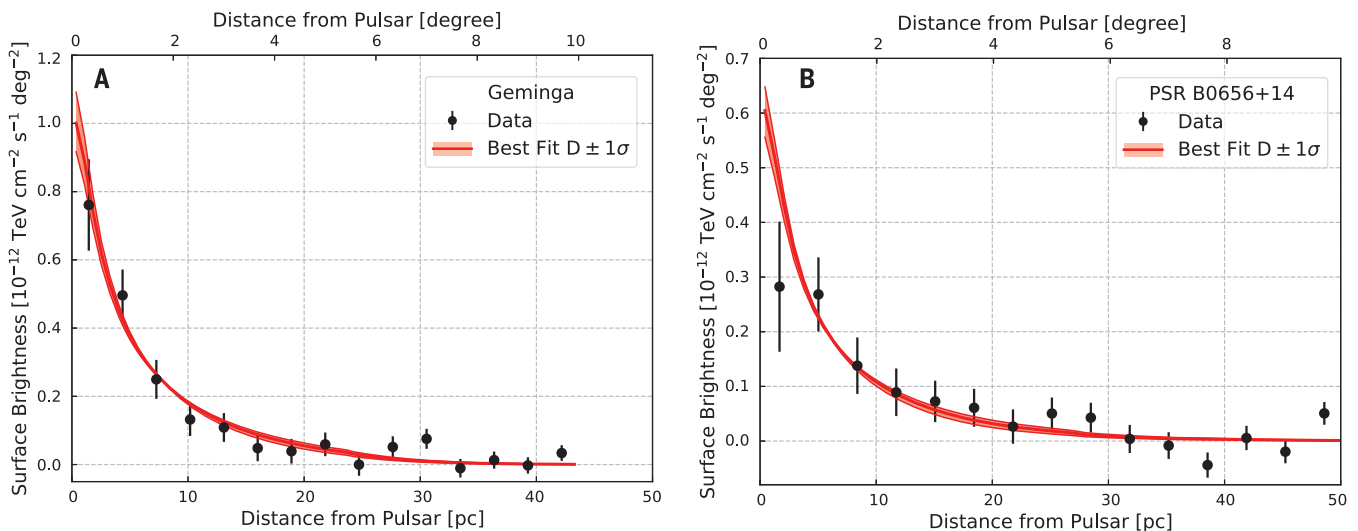 Distance from Pulsar [degree]
0 2 4 6 8 10
A
Geminga
Data
Best Fit D ± 1σ
Surface Brightness [10⁻¹² TeV cm⁻² s⁻¹ deg⁻²]
1.2
1.0
0.8
0.6
0.4
0.2
0.0
0 10 20 30 40 50
Distance from Pulsar [pc]
Distance from Pulsar [degree]
0 2 4 6 8
B
PSR B0656+14
Data
Best Fit D ± 1σ
Surface Brightness [10⁻¹² TeV cm⁻² s⁻¹ deg⁻²]
0.7
0.6
0.5
0.4
0.3
0.2
0.1
0.0
0 10 20 30 40 50
Distance from Pulsar [pc]